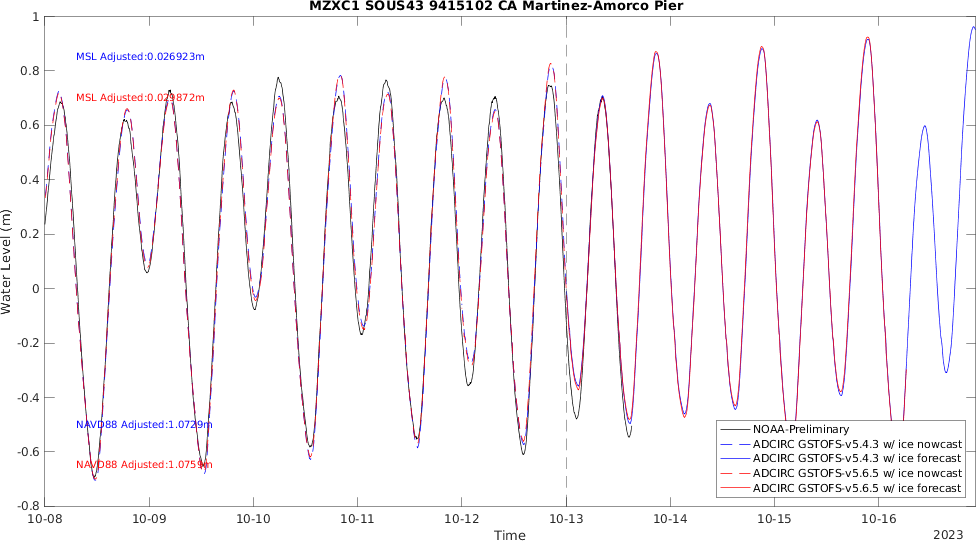 MZXC1 SOUS43 9415102 CA Martinez-Amorco Pier
1
0.8
0.6
0.4
0.2
0
-0.2
-0.4
-0.6
-0.8
Water Level (m)
MSL Adjusted:0.026923m
MSL Adjusted:0.029872m
NAVD88 Adjusted:1.0729m
NAVD88 Adjusted:1.0759m
NOAA-Preliminary
ADCIRC GSTOFS-v5.4.3 w/ ice nowcast
ADCIRC GSTOFS-v5.4.3 w/ ice forecast
ADCIRC GSTOFS-v5.6.5 w/ ice nowcast
ADCIRC GSTOFS-v5.6.5 w/ ice forecast
10-08 10-09 10-10 10-11 10-12 10-13 10-14 10-15 10-16
Time
2023